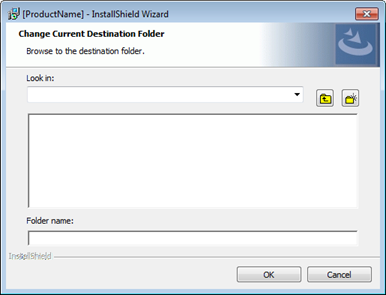 [ProductName] - InstallShield Wizard
Change Current Destination Folder
Browse to the destination folder.
Look in:
Folder name:
InstallShield
OK
Cancel